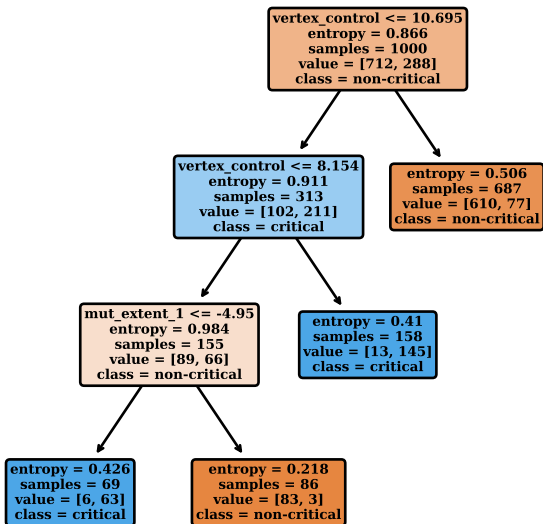 vertex_control <= 10.695
entropy = 0.866
samples = 1000
value = [712, 288]
class = non-critical
vertex_control <= 8.154
entropy = 0.911
samples = 313
value = [102, 211]
class = critical
entropy = 0.506
samples = 687
value = [610, 77]
class = non-critical
mut_extent_1 <= -4.95
entropy = 0.984
samples = 155
value = [89, 66]
class = non-critical
entropy = 0.41
samples = 158
value = [13, 145]
class = critical
entropy = 0.426
samples = 69
value = [6, 63]
class = critical
entropy = 0.218
samples = 86
value = [83, 3]
class = non-critical